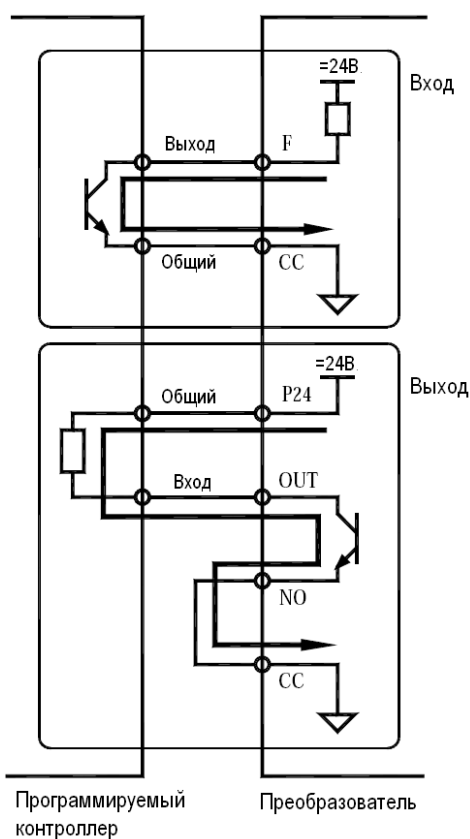 =24В.
Вход
Выход
F
Общий
CC
=24В.
Выход
Общий
P24
Вход
OUT
NO
CC
Программируемый
контроллер
Преобразователь